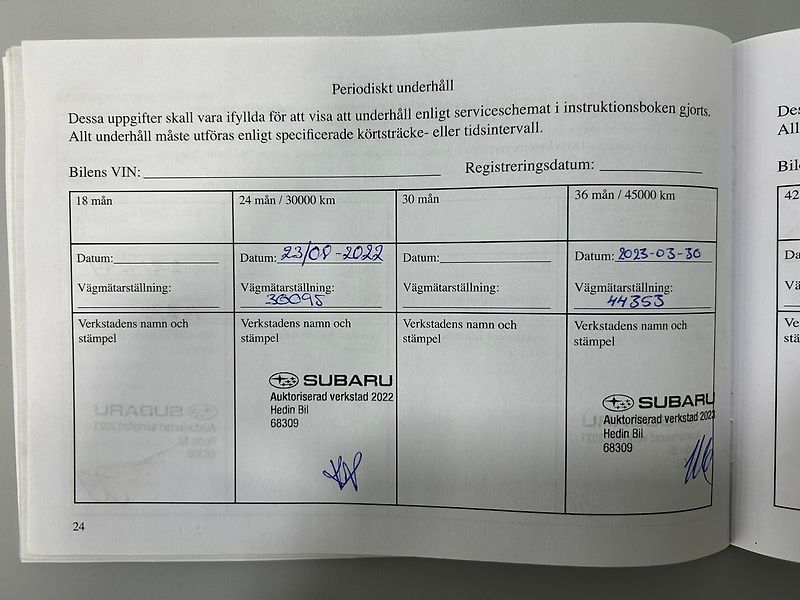 Periodiskt underhåll
Dessa uppgifter skall vara ifyllda för att visa att underhåll enligt serviceschemat i instruktionsboken gjorts.
Allt underhåll måste utföras enligt specificerade körtsträcke- eller tidsintervall.
Bilens VIN: Registreringsdatum:
18 mån
Datum:
Vägmätarställning:
Verkstadens namn och
stämpel
24 mån / 30000 km
Datum: 23/08-2022
Vägmätarställning:
30095
Verkstadens namn och
stämpel
SUBARU
Auktoriserad verkstad 2022
Hedin Bil
68309
30 mån
Datum:
Vägmätarställning:
Verkstadens namn och
stämpel
36 mån / 45000 km
Datum: 2023-03-30
Vägmätarställning:
44353
Verkstadens namn och
stämpel
SUBARU
Auktoriserad verkstad 2023
Hedin Bil
68309
24
42